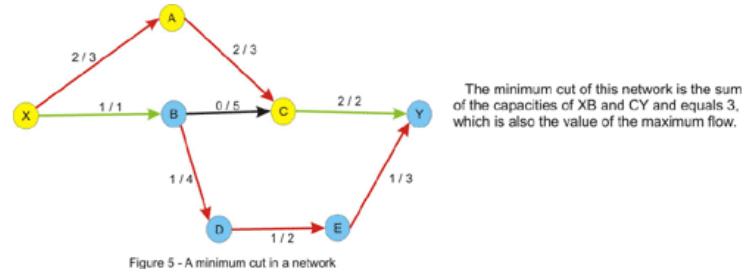 A
2 / 3
2 / 3
X
1 / 1
B
0 / 5
C
2 / 2
Y
1 / 4
1 / 3
D
1 / 2
E
The minimum cut of this network is the sum
of the capacities of XB and CY and equals 3,
which is also the value of the maximum flow.
Figure 5 - A minimum cut in a network